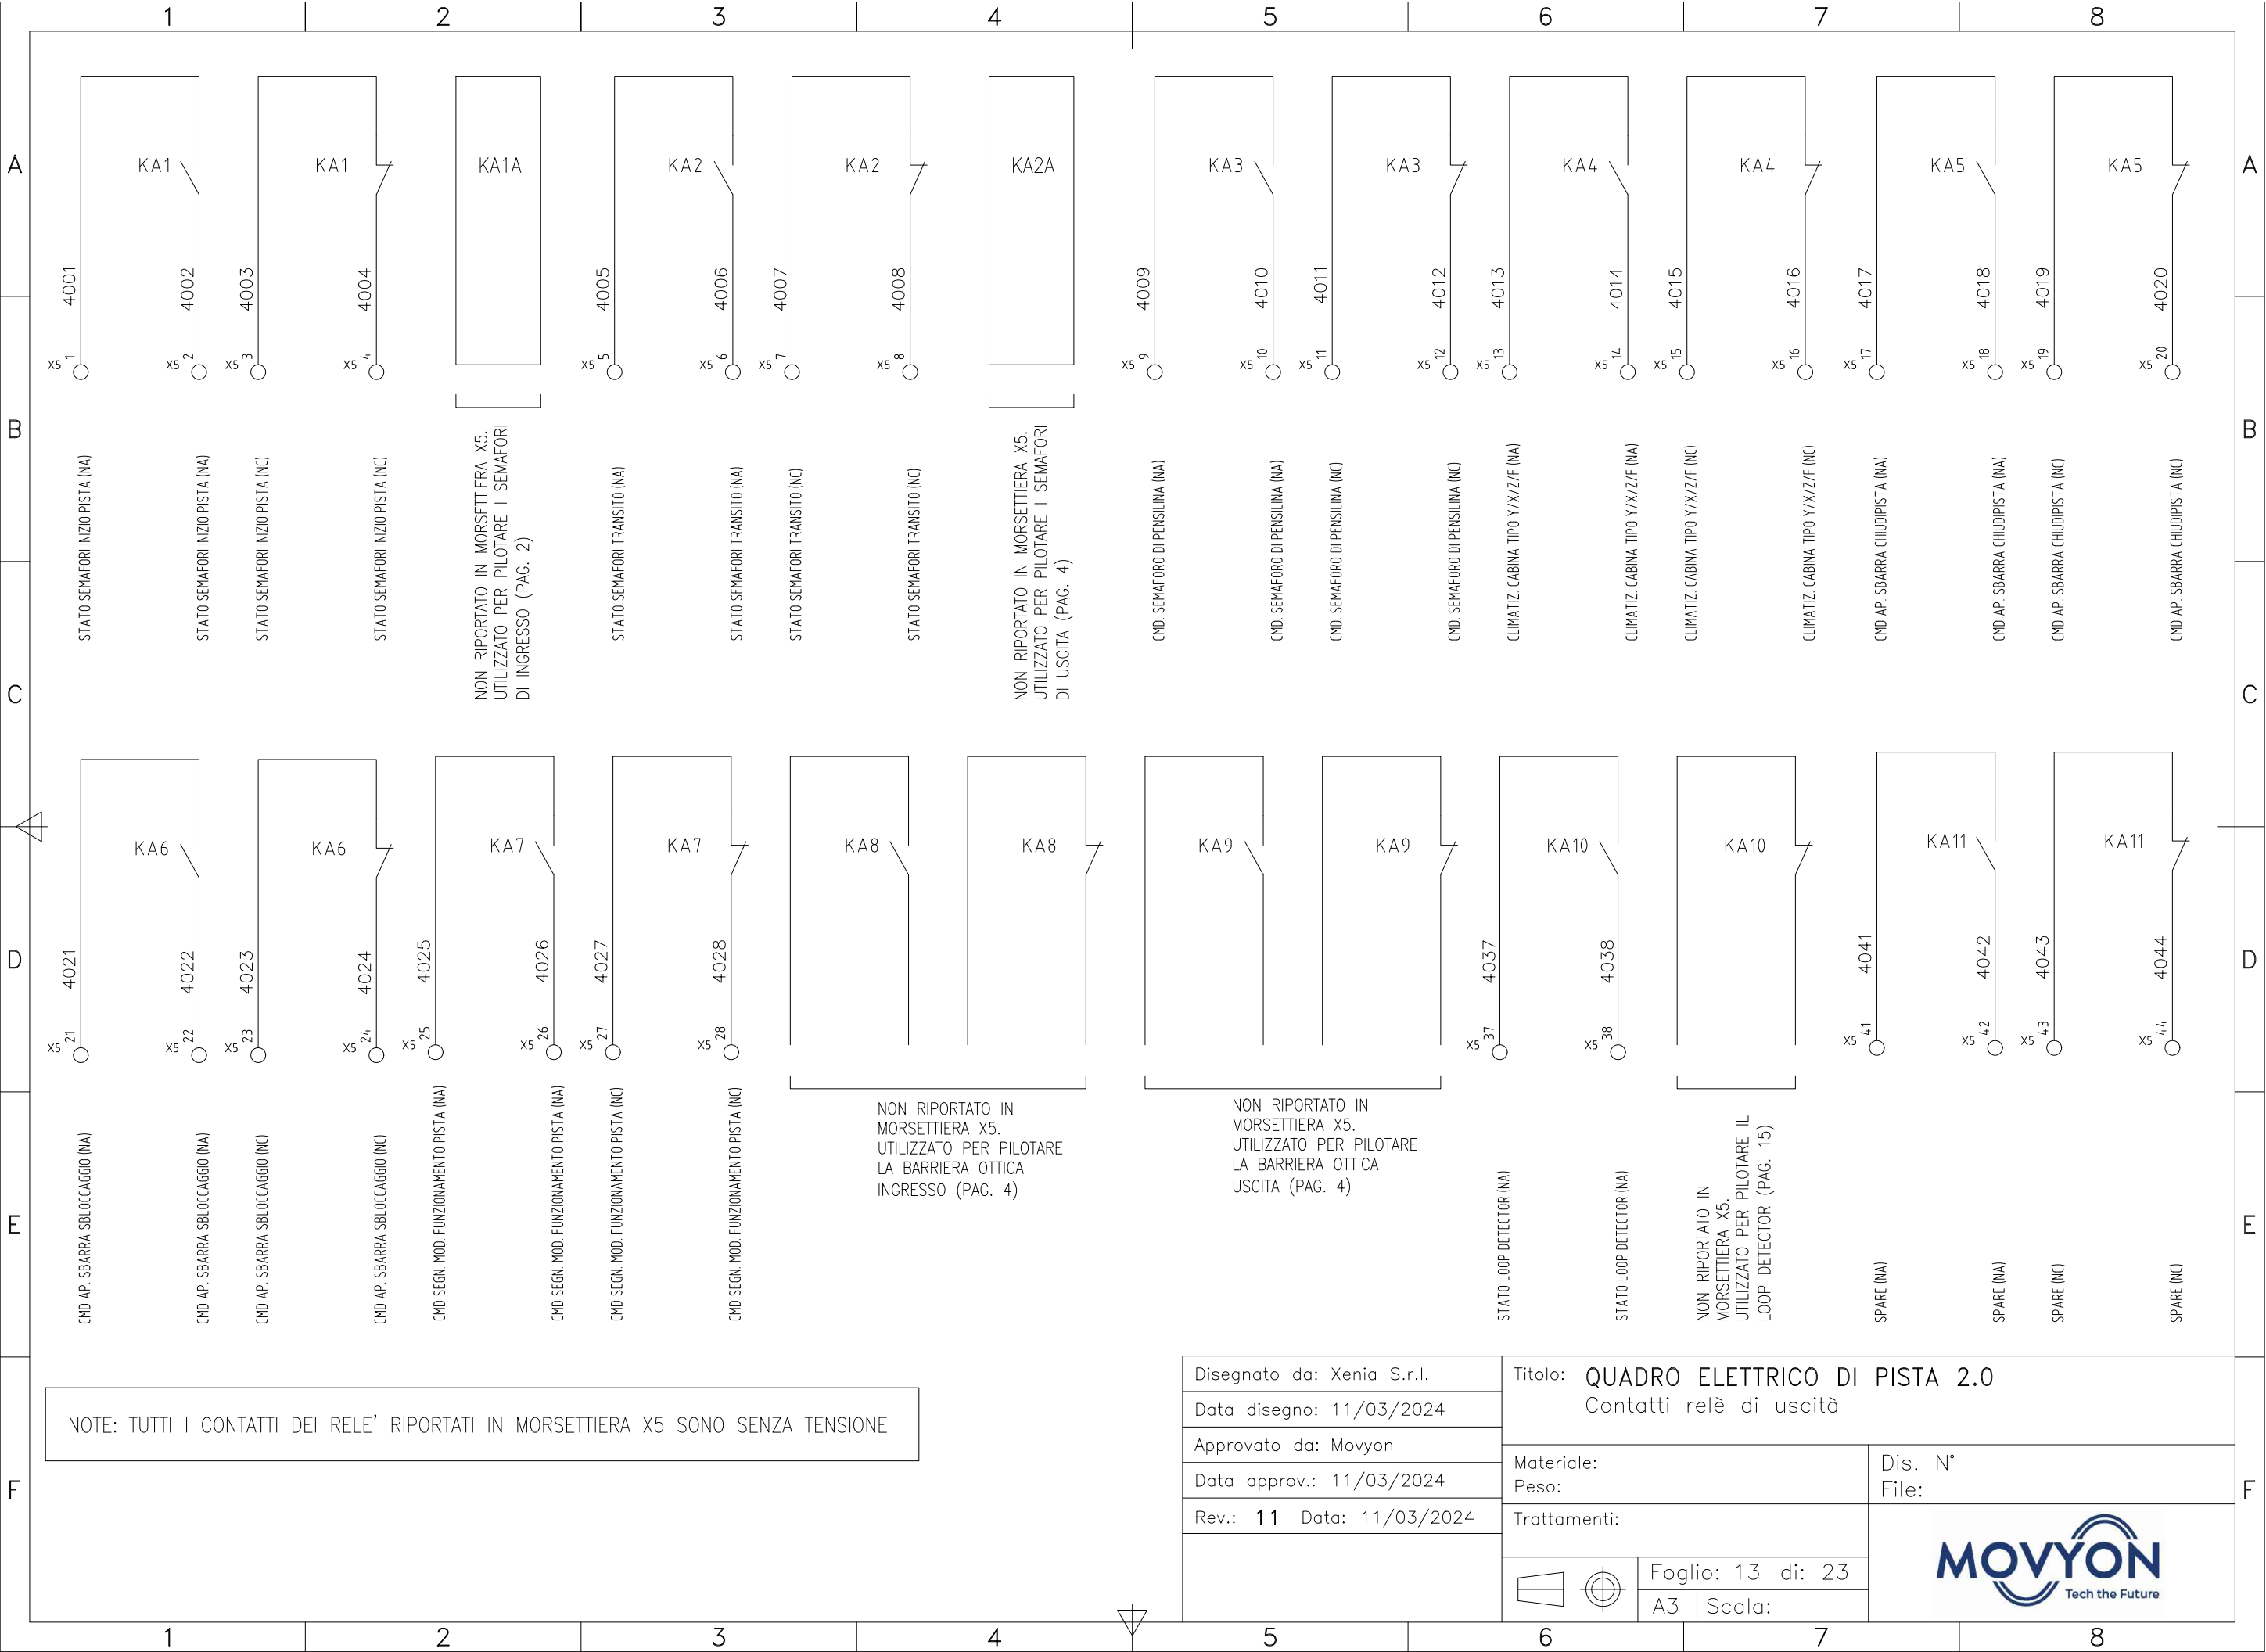 1 2 3 4 5 6 7 8
A A
KA1 KA1 KA1A KA2 KA2 KA2A KA3 KA3 KA4 KA4 KA5 KA5
4001 4002 4003 4004 4005 4006 4007 4008 4009 4010 4011 4012 4013 4014 4015 4016 4017 4018 4019 4020
X5 1 X5 2 X5 3 X5 4 X5 5 X5 6 X5 7 X5 8 X5 9 X5 10 X5 11 X5 12 X5 13 X5 14 X5 15 X5 16 X5 17 X5 18 X5 19 X5 20
B B
STATO SEMAFORI INIZIO PISTA (NA)
STATO SEMAFORI INIZIO PISTA (NA)
STATO SEMAFORI INIZIO PISTA (NC)
STATO SEMAFORI INIZIO PISTA (NC)
NON RIPORTATO IN MORSETTIERA X5.
UTILIZZATO PER PILOTARE I SEMAFORI
DI INGRESSO (PAG. 2)
STATO SEMAFORI TRANSITO (NA)
STATO SEMAFORI TRANSITO (NA)
STATO SEMAFORI TRANSITO (NC)
STATO SEMAFORI TRANSITO (NC)
NON RIPORTATO IN MORSETTIERA X5.
UTILIZZATO PER PILOTARE I SEMAFORI
DI USCITA (PAG. 4)
CMD. SEMAFORO DI PENSILINA (NA)
CMD. SEMAFORO DI PENSILINA (NA)
CMD. SEMAFORO DI PENSILINA (NC)
CMD. SEMAFORO DI PENSILINA (NC)
CLIMATIZ. CABINA TIPO Y/X/Z/F (NA)
CLIMATIZ. CABINA TIPO Y/X/Z/F (NA)
CLIMATIZ. CABINA TIPO Y/X/Z/F (NC)
CLIMATIZ. CABINA TIPO Y/X/Z/F (NC)
CMD AP. SBARRA CHIUDIPISTA (NA)
CMD AP. SBARRA CHIUDIPISTA (NA)
CMD AP. SBARRA CHIUDIPISTA (NC)
CMD AP. SBARRA CHIUDIPISTA (NC)
C C
KA6 KA6 KA7 KA7 KA8 KA8 KA9 KA9 KA10 KA10 KA11 KA11
D D
4021 4022 4023 4024 4025 4026 4027 4028 4037 4038 4041 4042 4043 4044
X5 21 X5 22 X5 23 X5 24 X5 25 X5 26 X5 27 X5 28 X5 37 X5 38 X5 41 X5 42 X5 43 X5 44
CMD AP. SBARRA SBLOCCAGGIO (NA)
CMD AP. SBARRA SBLOCCAGGIO (NA)
CMD AP. SBARRA SBLOCCAGGIO (NC)
CMD AP. SBARRA SBLOCCAGGIO (NC)
CMD SEGN. MOD. FUNZIONAMENTO PISTA (NA)
CMD SEGN. MOD. FUNZIONAMENTO PISTA (NA)
CMD SEGN. MOD. FUNZIONAMENTO PISTA (NC)
CMD SEGN. MOD. FUNZIONAMENTO PISTA (NC)
NON RIPORTATO IN
MORSETTIERA X5.
UTILIZZATO PER PILOTARE
LA BARRIERA OTTICA
INGRESSO (PAG. 4)
NON RIPORTATO IN
MORSETTIERA X5.
UTILIZZATO PER PILOTARE
LA BARRIERA OTTICA
USCITA (PAG. 4)
STATO LOOP DETECTOR (NA)
STATO LOOP DETECTOR (NA)
NON RIPORTATO IN
MORSETTIERA X5.
UTILIZZATO PER PILOTARE IL
LOOP DETECTOR (PAG. 15)
SPARE (NA)
SPARE (NA)
SPARE (NC)
SPARE (NC)
E E
NOTE: TUTTI I CONTATTI DEI RELE' RIPORTATI IN MORSETTIERA X5 SONO SENZA TENSIONE
F F
Disegnato da: Xenia S.r.l.
Data disegno: 11/03/2024
Approvato da: Movyon
Data approv.: 11/03/2024
Rev.: 11 Data: 11/03/2024
Titolo: QUADRO ELETTRICO DI PISTA 2.0
Contatti relè di uscità
Materiale:
Peso:
Dis. N°
File:
Trattamenti:
Foglio: 13 di: 23
A3 Scala:
MOVYON
Tech the Future
1 2 3 4 5 6 7 8